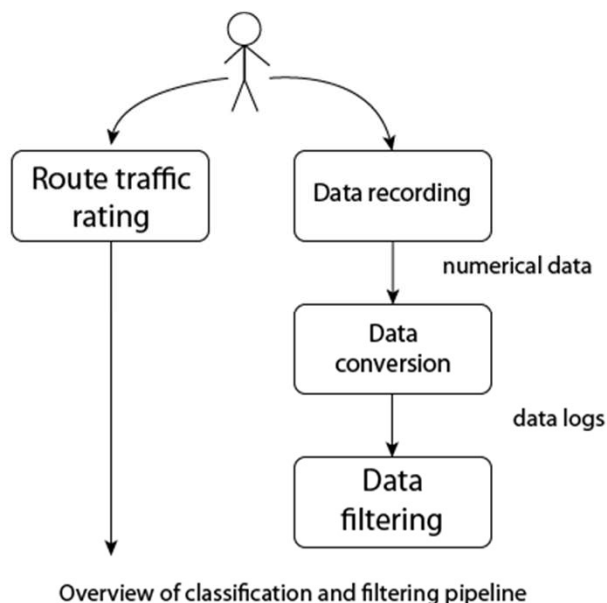 Route traffic
rating
Data recording
numerical data
Data
conversion
data logs
Data
filtering
Overview of classification and filtering pipeline